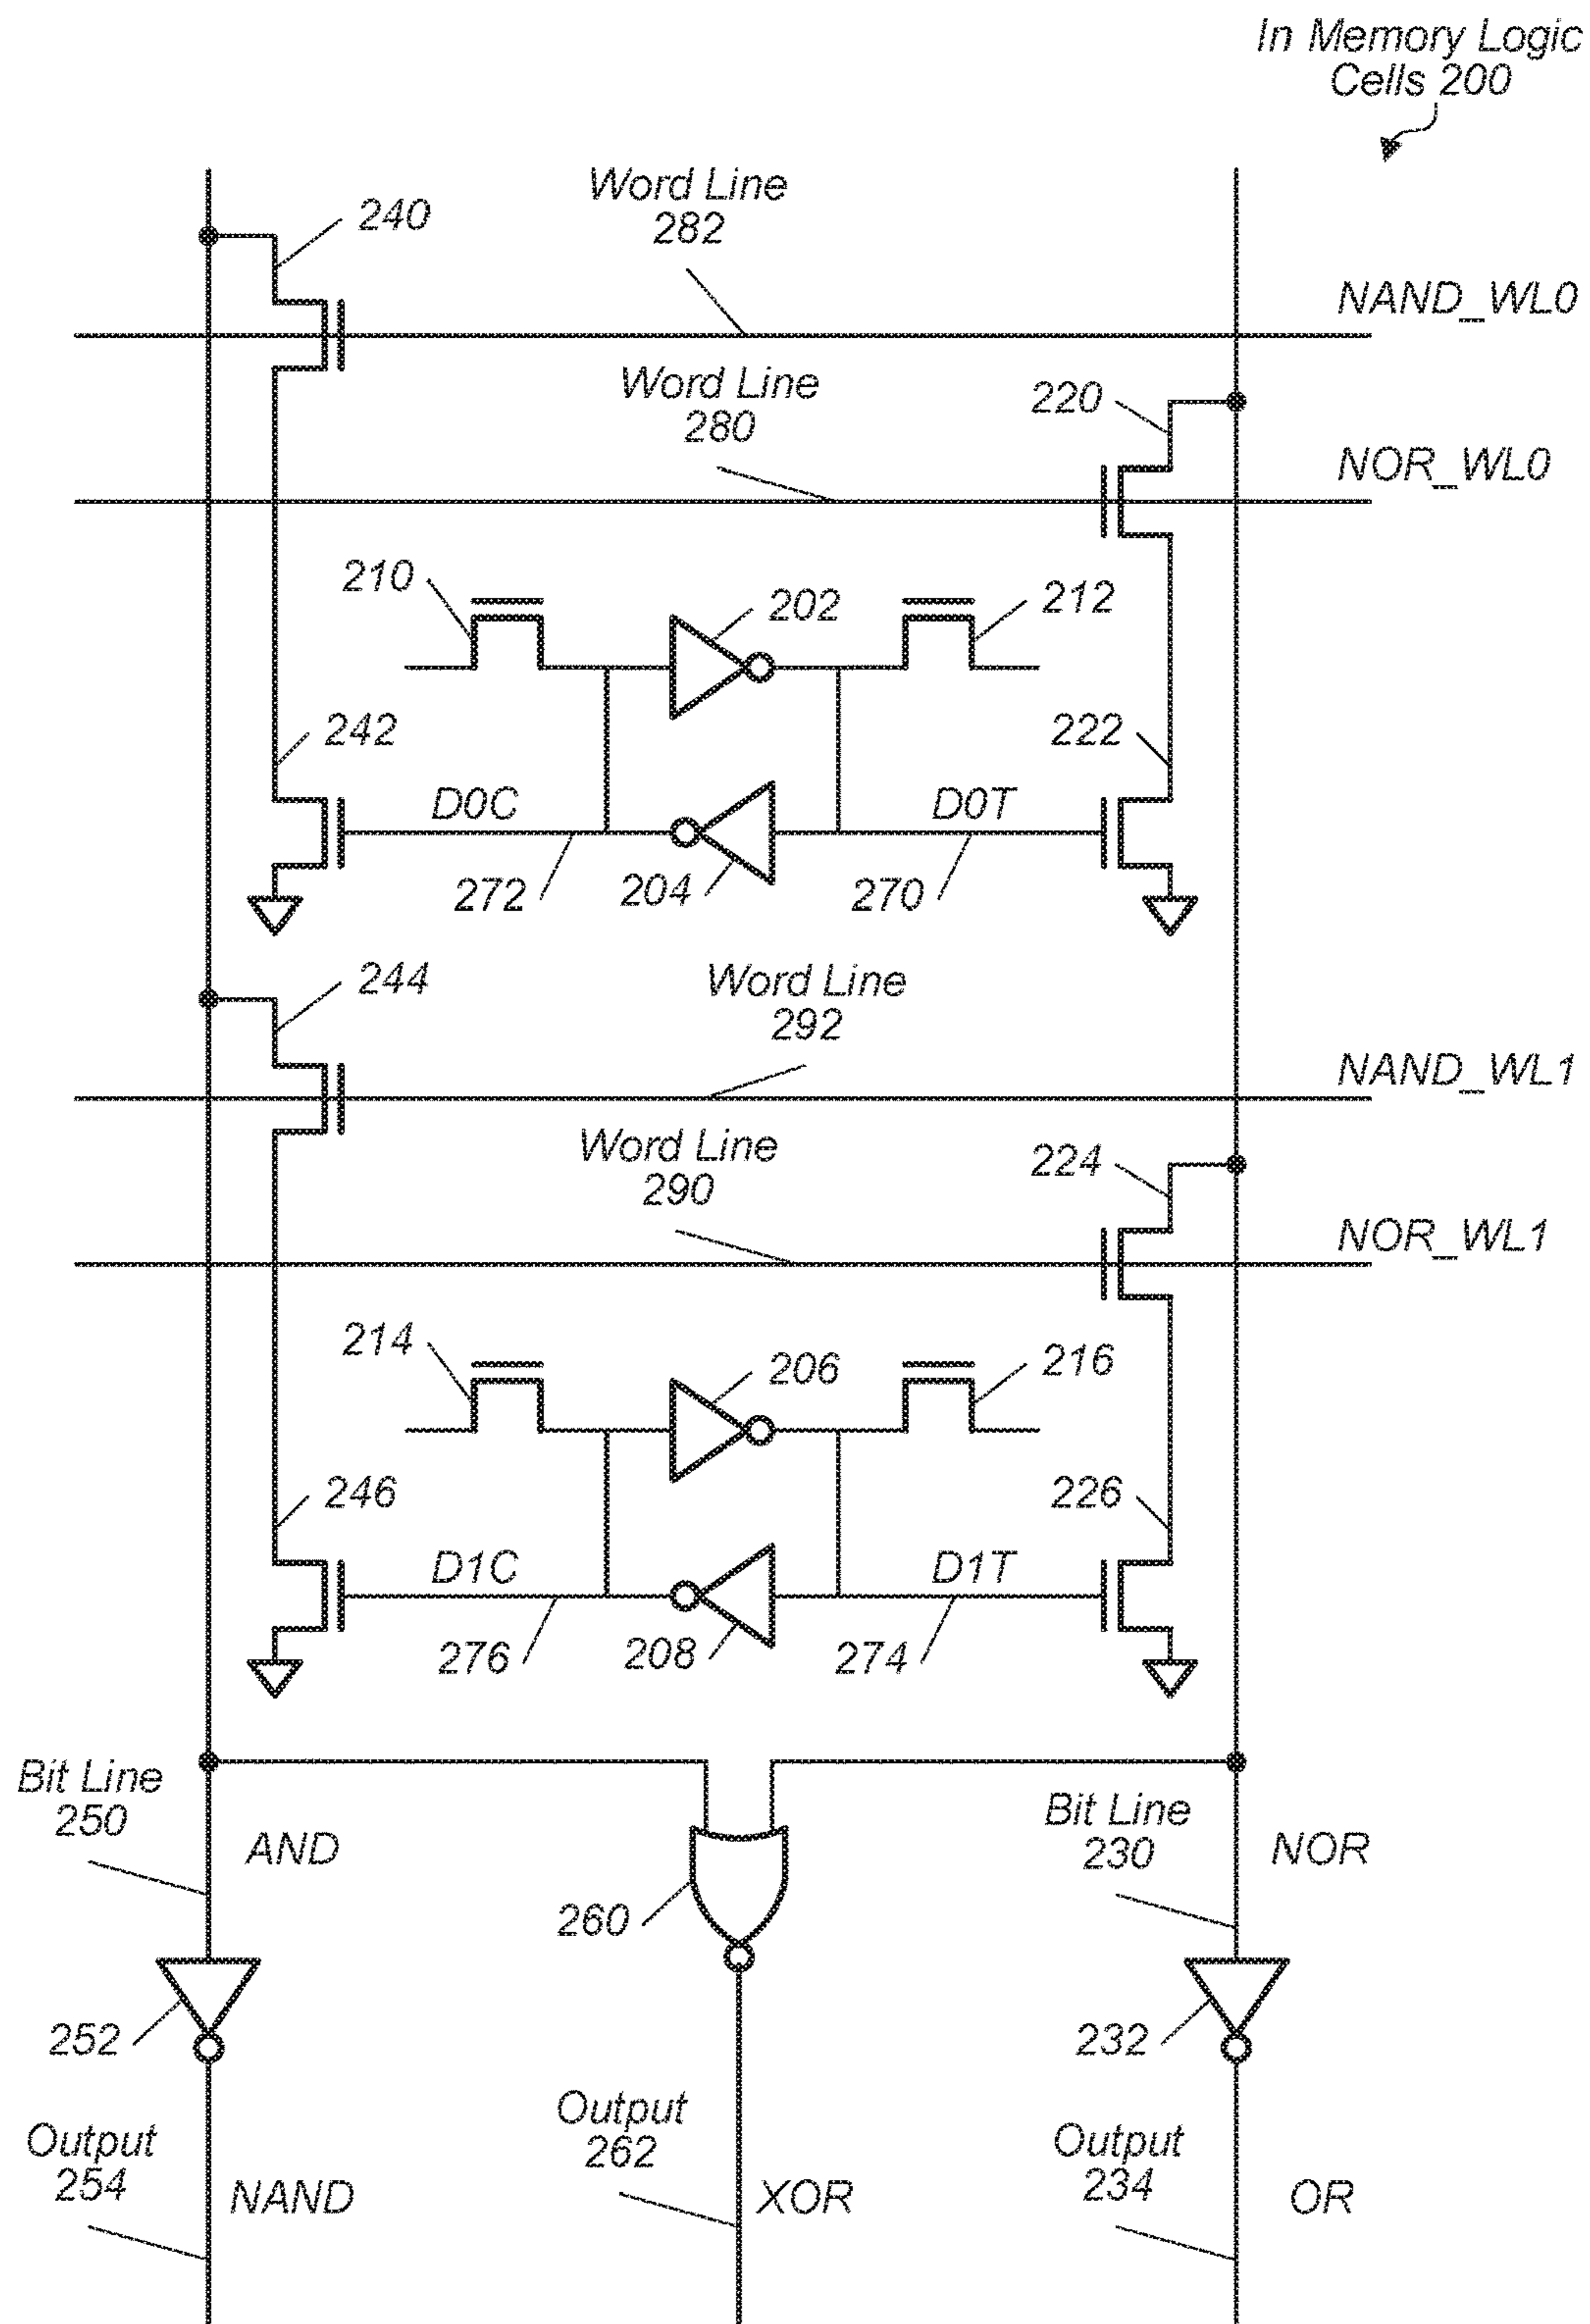 In Memory Logic
Cells 200
Word Line
282
240
NAND_WL0
Word Line
280
220
NOR_WL0
210
202
212
242
222
D0C
D0T
272
204
270
244
Word Line
292
NAND_WL1
Word Line
290
224
NOR_WL1
214
206
216
246
226
D1C
D1T
276
208
274
Bit Line
250
AND
Bit Line
230
NOR
260
252
232
Output
254
NAND
Output
262
XOR
Output
234
OR